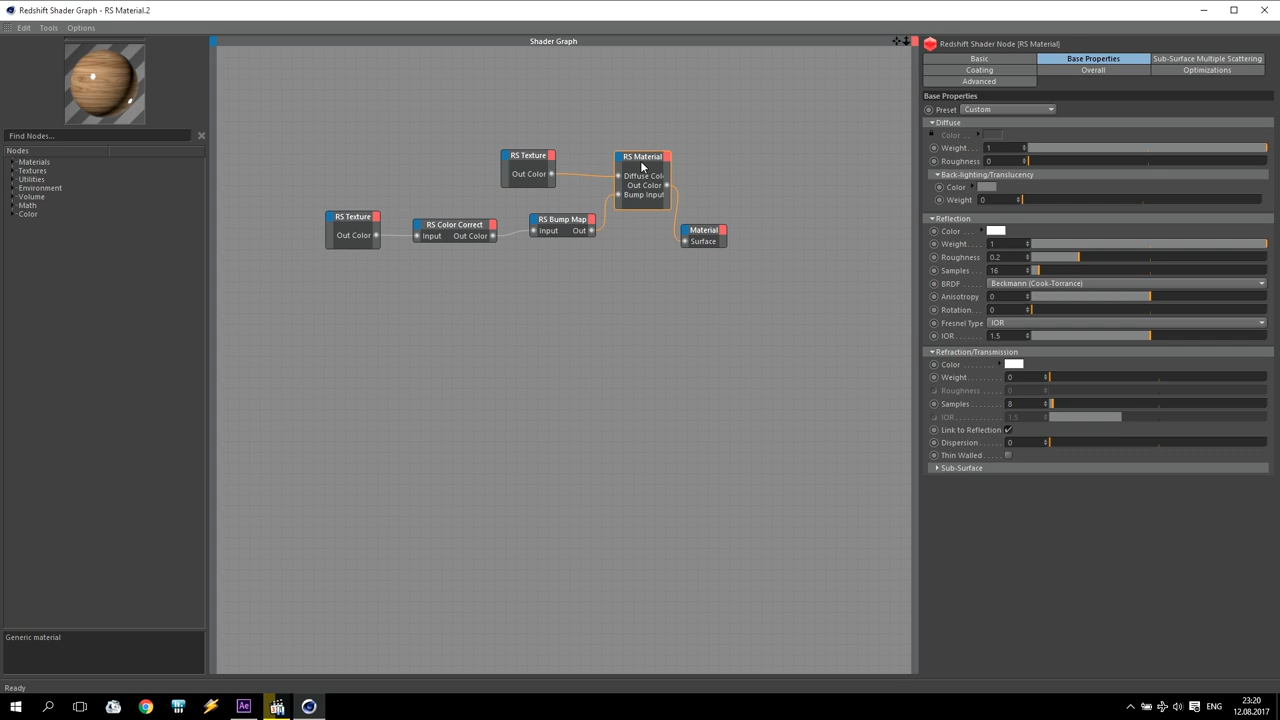 Redshift Shader Graph - RS Material.2
Edit Tools Options
Shader Graph
Find Nodes...
Nodes
Materials
Textures
Utilities
Environment
Volume
Math
Color
Generic material
Ready
RS Texture
Out Color
RS Material
Diffuse Col
Out Color
Bump Input
RS Texture
Out Color
RS Color Correct
Input Out Color
RS Bump Map
Input Out
Material
Surface
Redshift Shader Node [RS Material]
Basic Base Properties Sub-Surface Multiple Scattering
Coating Overall Optimizations
Advanced
Base Properties
Preset Custom
Diffuse
Color . .
Weight . . 1
Roughness 0
Back-lighting/Translucency
Color . .
Weight 0
Reflection
Color . . . . .
Weight . . . . 1
Roughness . 0.2
Samples . . . 16
BRDF . . . . . Beckmann (Cook-Torrance)
Anisotropy . 0
Rotation . . . 0
Fresnel Type IOR
IOR . . . . . . 1.5
Refraction/Transmission
Color . . . . . . . .
Weight . . . . . . . 0
Roughness . . . . 0
Samples . . . . . . 8
IOR . . . . . . . . . 1.5
Link to Reflection
Dispersion . . . . 0
Thin Walled . . . . .
Sub-Surface
Ae
ENG
23:20
12.08.2017